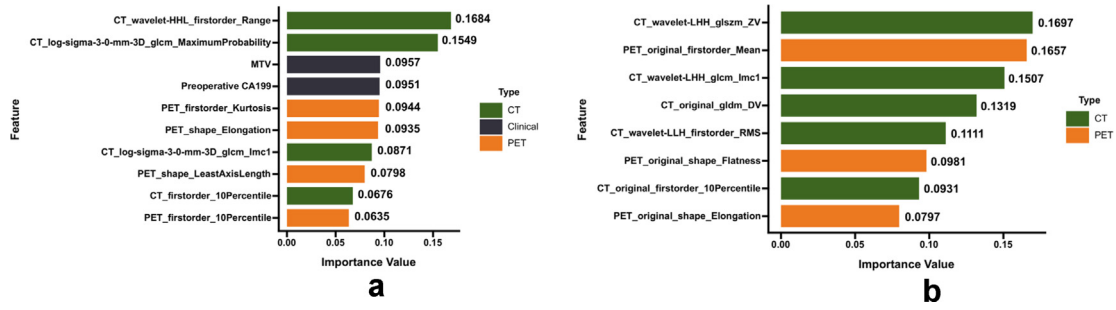 CT_wavelet-HHL_firstorder_Range
0.1684
CT_log-sigma-3-0-mm-3D_glcm_MaximumProbability
0.1549
MTV
0.0957
Preoperative CA199
0.0951
PET_firstorder_Kurtosis
0.0944
PET_shape_Elongation
0.0935
CT_log-sigma-3-0-mm-3D_glcm_Imc1
0.0871
PET_shape_LeastAxisLength
0.0798
CT_firstorder_10Percentile
0.0676
PET_firstorder_10Percentile
0.0635
Feature
0.00 0.05 0.10 0.15
Importance Value
Type
CT
Clinical
PET
a
CT_wavelet-LHH_glszm_ZV
0.1697
PET_original_firstorder_Mean
0.1657
CT_wavelet-LHH_glcm_Imc1
0.1507
CT_original_gldm_DV
0.1319
CT_wavelet-LLH_firstorder_RMS
0.1111
PET_original_shape_Flatness
0.0981
CT_original_firstorder_10Percentile
0.0931
PET_original_shape_Elongation
0.0797
Feature
0.00 0.05 0.10 0.15
Importance Value
Type
CT
PET
b